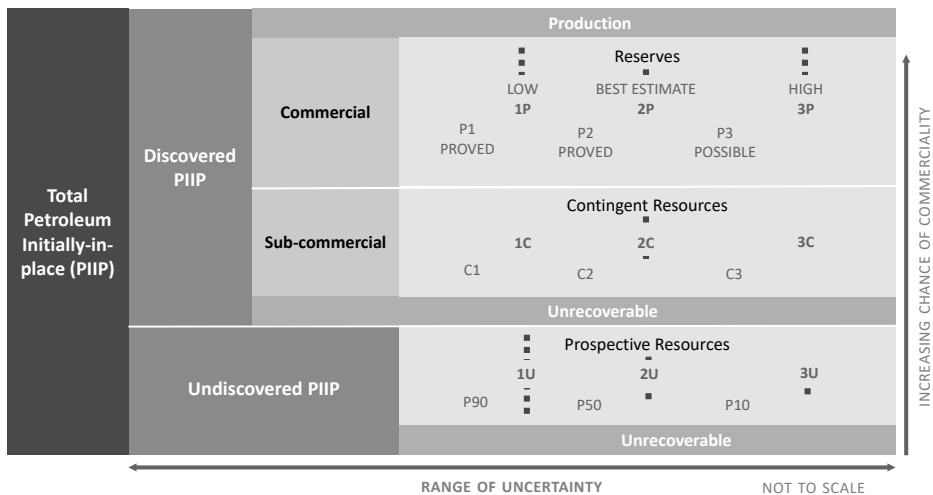 Production
Reserves
LOW BEST ESTIMATE HIGH
1P 2P 3P
Commercial
P1 P2 P3
PROVED PROVED POSSIBLE
Discovered
PIIP
Total
Petroleum
Initially-in-
place (PIIP)
Contingent Resources
Sub-commercial
1C 2C 3C
C1 C2 C3
Unrecoverable
Prospective Resources
1U 2U 3U
Undiscovered PIIP
P90 P50 P10
Unrecoverable
INCREASING CHANCE OF COMMERCIALITY
RANGE OF UNCERTAINTY NOT TO SCALE